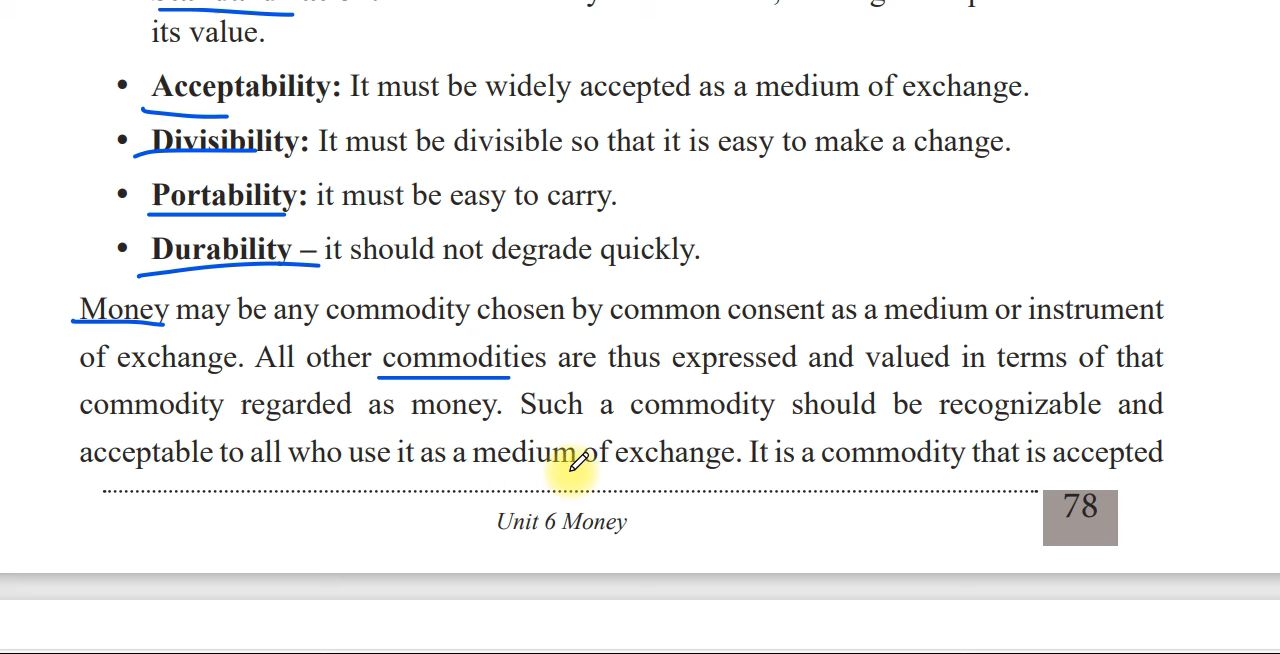 its value.
• Acceptability: It must be widely accepted as a medium of exchange.
• Divisibility: It must be divisible so that it is easy to make a change.
• Portability: it must be easy to carry.
• Durability – it should not degrade quickly.
Money may be any commodity chosen by common consent as a medium or instrument
of exchange. All other commodities are thus expressed and valued in terms of that
commodity regarded as money. Such a commodity should be recognizable and
acceptable to all who use it as a medium of exchange. It is a commodity that is accepted
Unit 6 Money
78